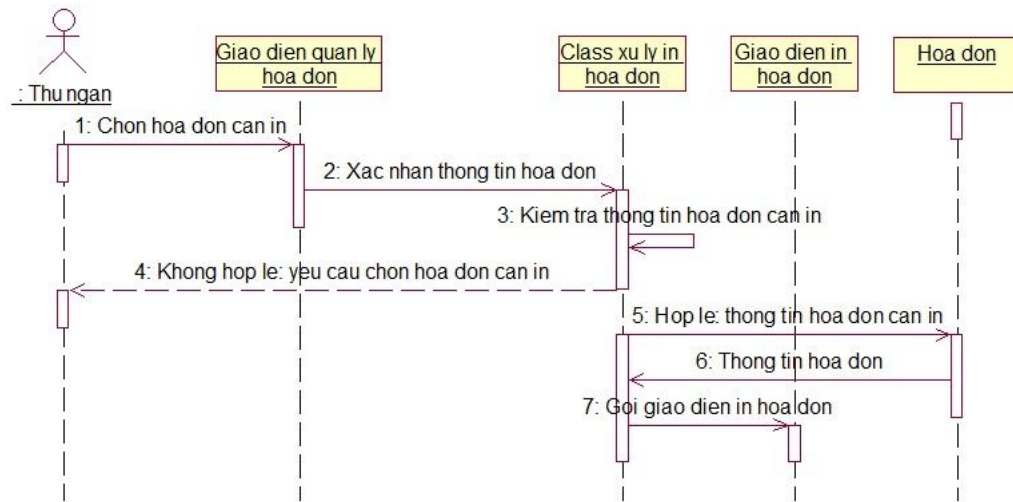 Giao dien quan ly
hoa don
Class xu ly in
hoa don
Giao dien in
hoa don
Hoa don
: Thu ngan
1: Chon hoa don can in
2: Xac nhan thong tin hoa don
3: Kiem tra thong tin hoa don can in
4: Khong hop le: yeu cau chon hoa don can in
5: Hop le: thong tin hoa don can in
6: Thong tin hoa don
7: Goi giao dien in hoa don